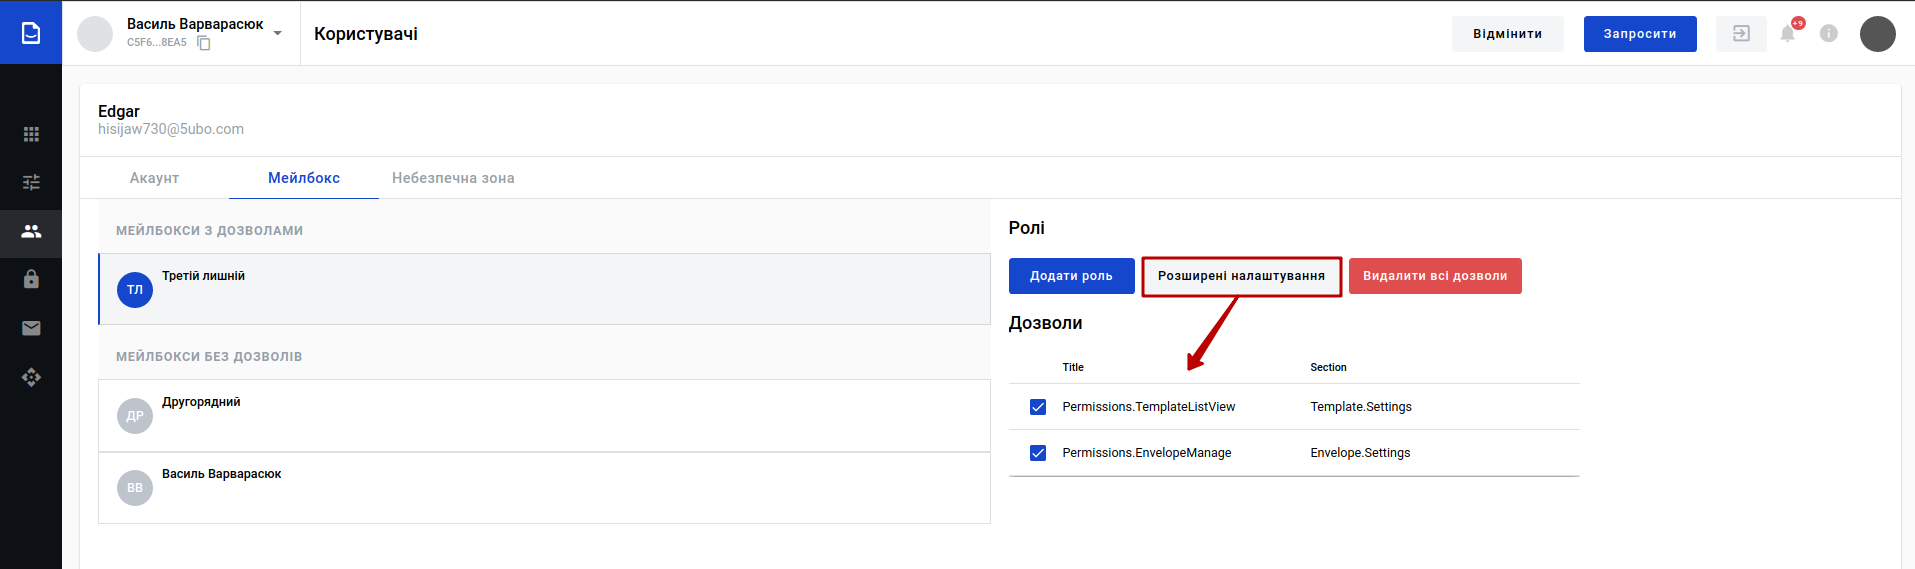 Василь Варварасюк
C5F6...8EA5
Користувачі
Відмінити
Запросити
+9
Edgar
hisijaw730@5ubo.com
Акаунт
Мейлбокс
Небезпечна зона
МЕЙЛБОКСИ З ДОЗВОЛАМИ
ТЛ
Третій лишній
МЕЙЛБОКСИ БЕЗ ДОЗВОЛІВ
ДР
Другорядний
ВВ
Василь Варварасюк
Ролі
Додати роль
Розширені налаштування
Видалити всі дозволи
Дозволи
Title Section
Permissions.TemplateListView Template.Settings
Permissions.EnvelopeManage Envelope.Settings